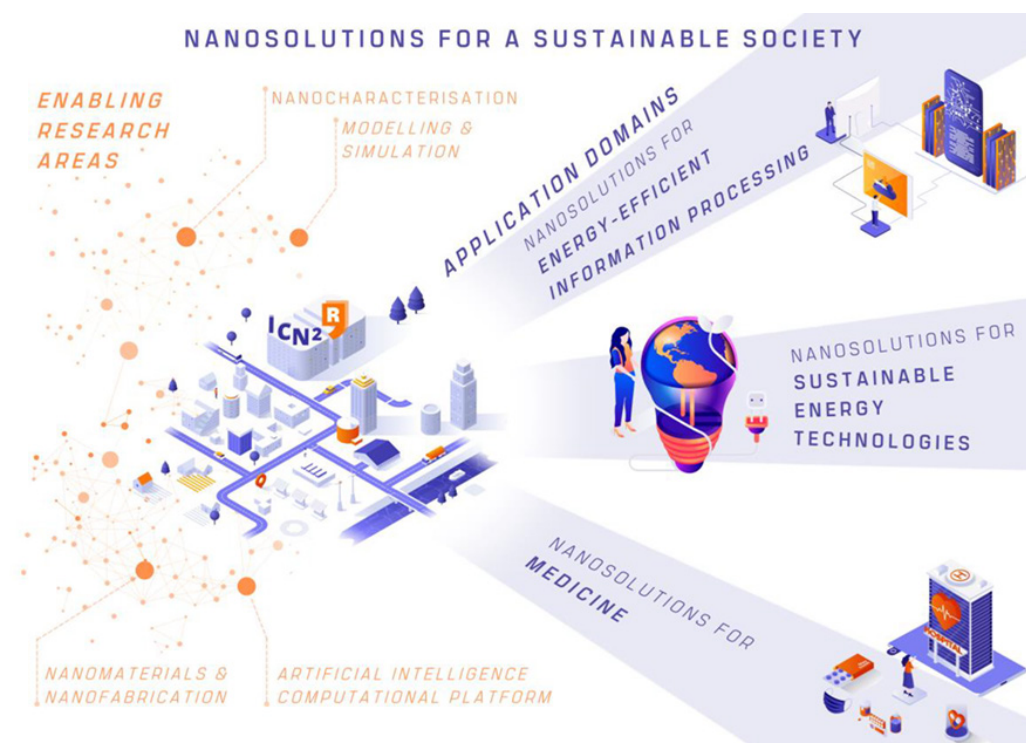 NANOSOLUTIONS FOR A SUSTAINABLE SOCIETY
ENABLING
RESEARCH
AREAS
NANOCHARACTERISATION
MODELLING &
SIMULATION
APPLICATION DOMAINS
NANOSOLUTIONS FOR
ENERGY-EFFICIENT
INFORMATION PROCESSING
ICN2
R
NANOSOLUTIONS FOR
SUSTAINABLE
ENERGY
TECHNOLOGIES
NANOSOLUTIONS FOR
MEDICINE
H
HOSPITAL
NANOMATERIALS &
NANOFABRICATION
ARTIFICIAL INTELLIGENCE
COMPUTATIONAL PLATFORM